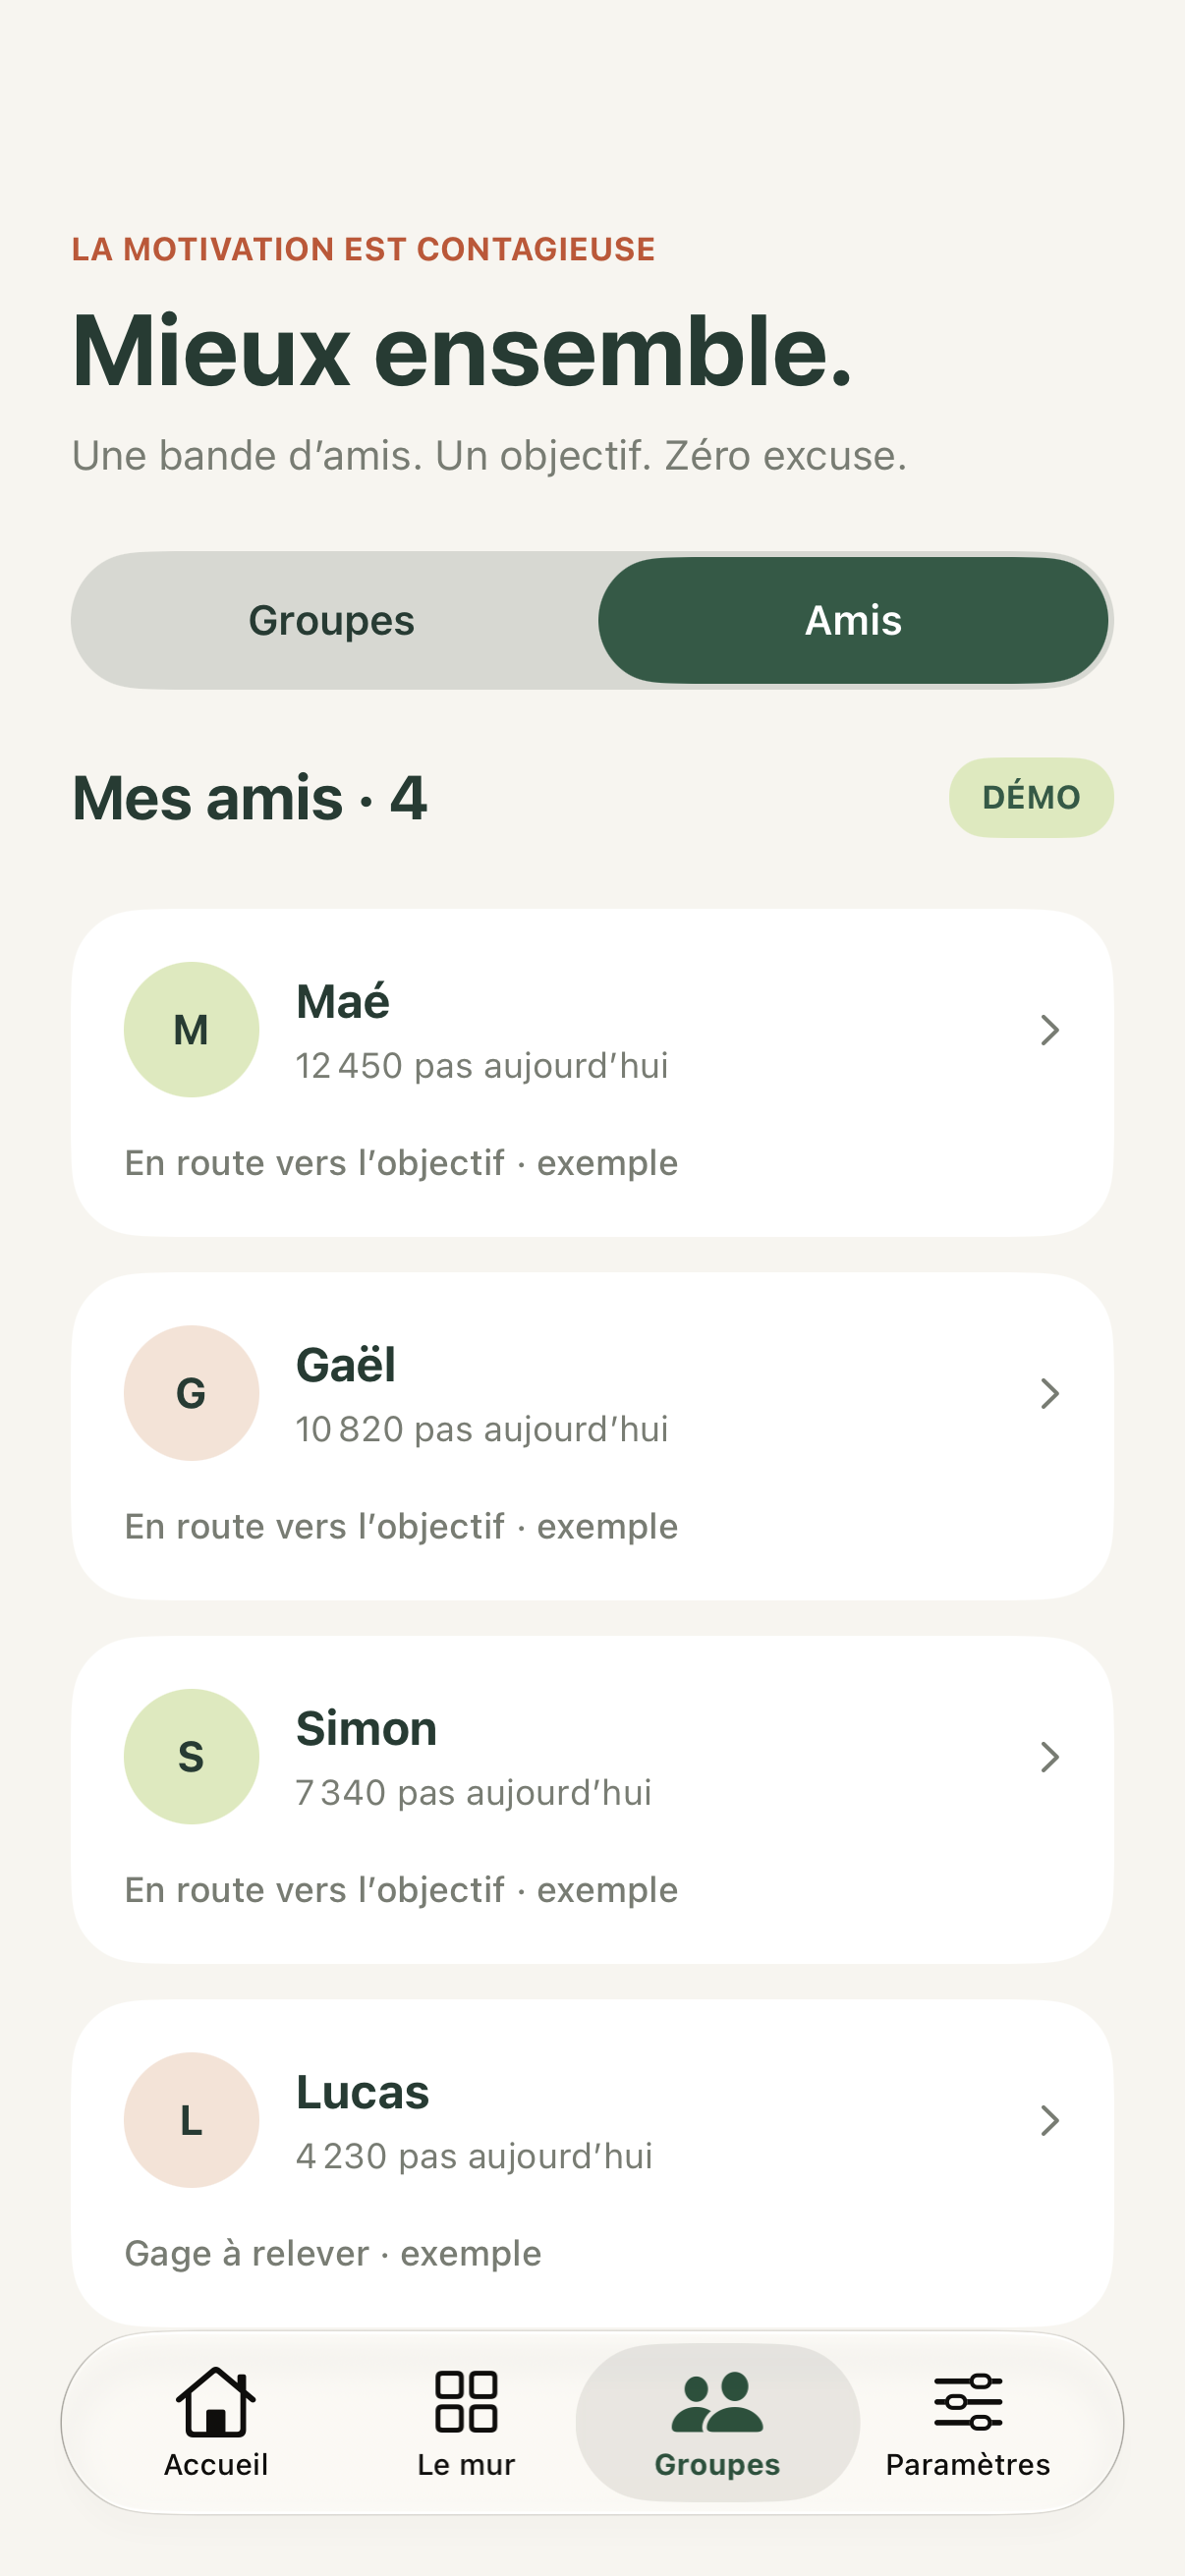 LA MOTIVATION EST CONTAGIEUSE
Mieux ensemble.
Une bande d’amis. Un objectif. Zéro excuse.
Groupes Amis
Mes amis · 4 DÉMO
M Maé
12 450 pas aujourd’hui
En route vers l’objectif · exemple
G Gaël
10 820 pas aujourd’hui
En route vers l’objectif · exemple
S Simon
7 340 pas aujourd’hui
En route vers l’objectif · exemple
L Lucas
4 230 pas aujourd’hui
Gage à relever · exemple
Accueil Le mur Groupes Paramètres